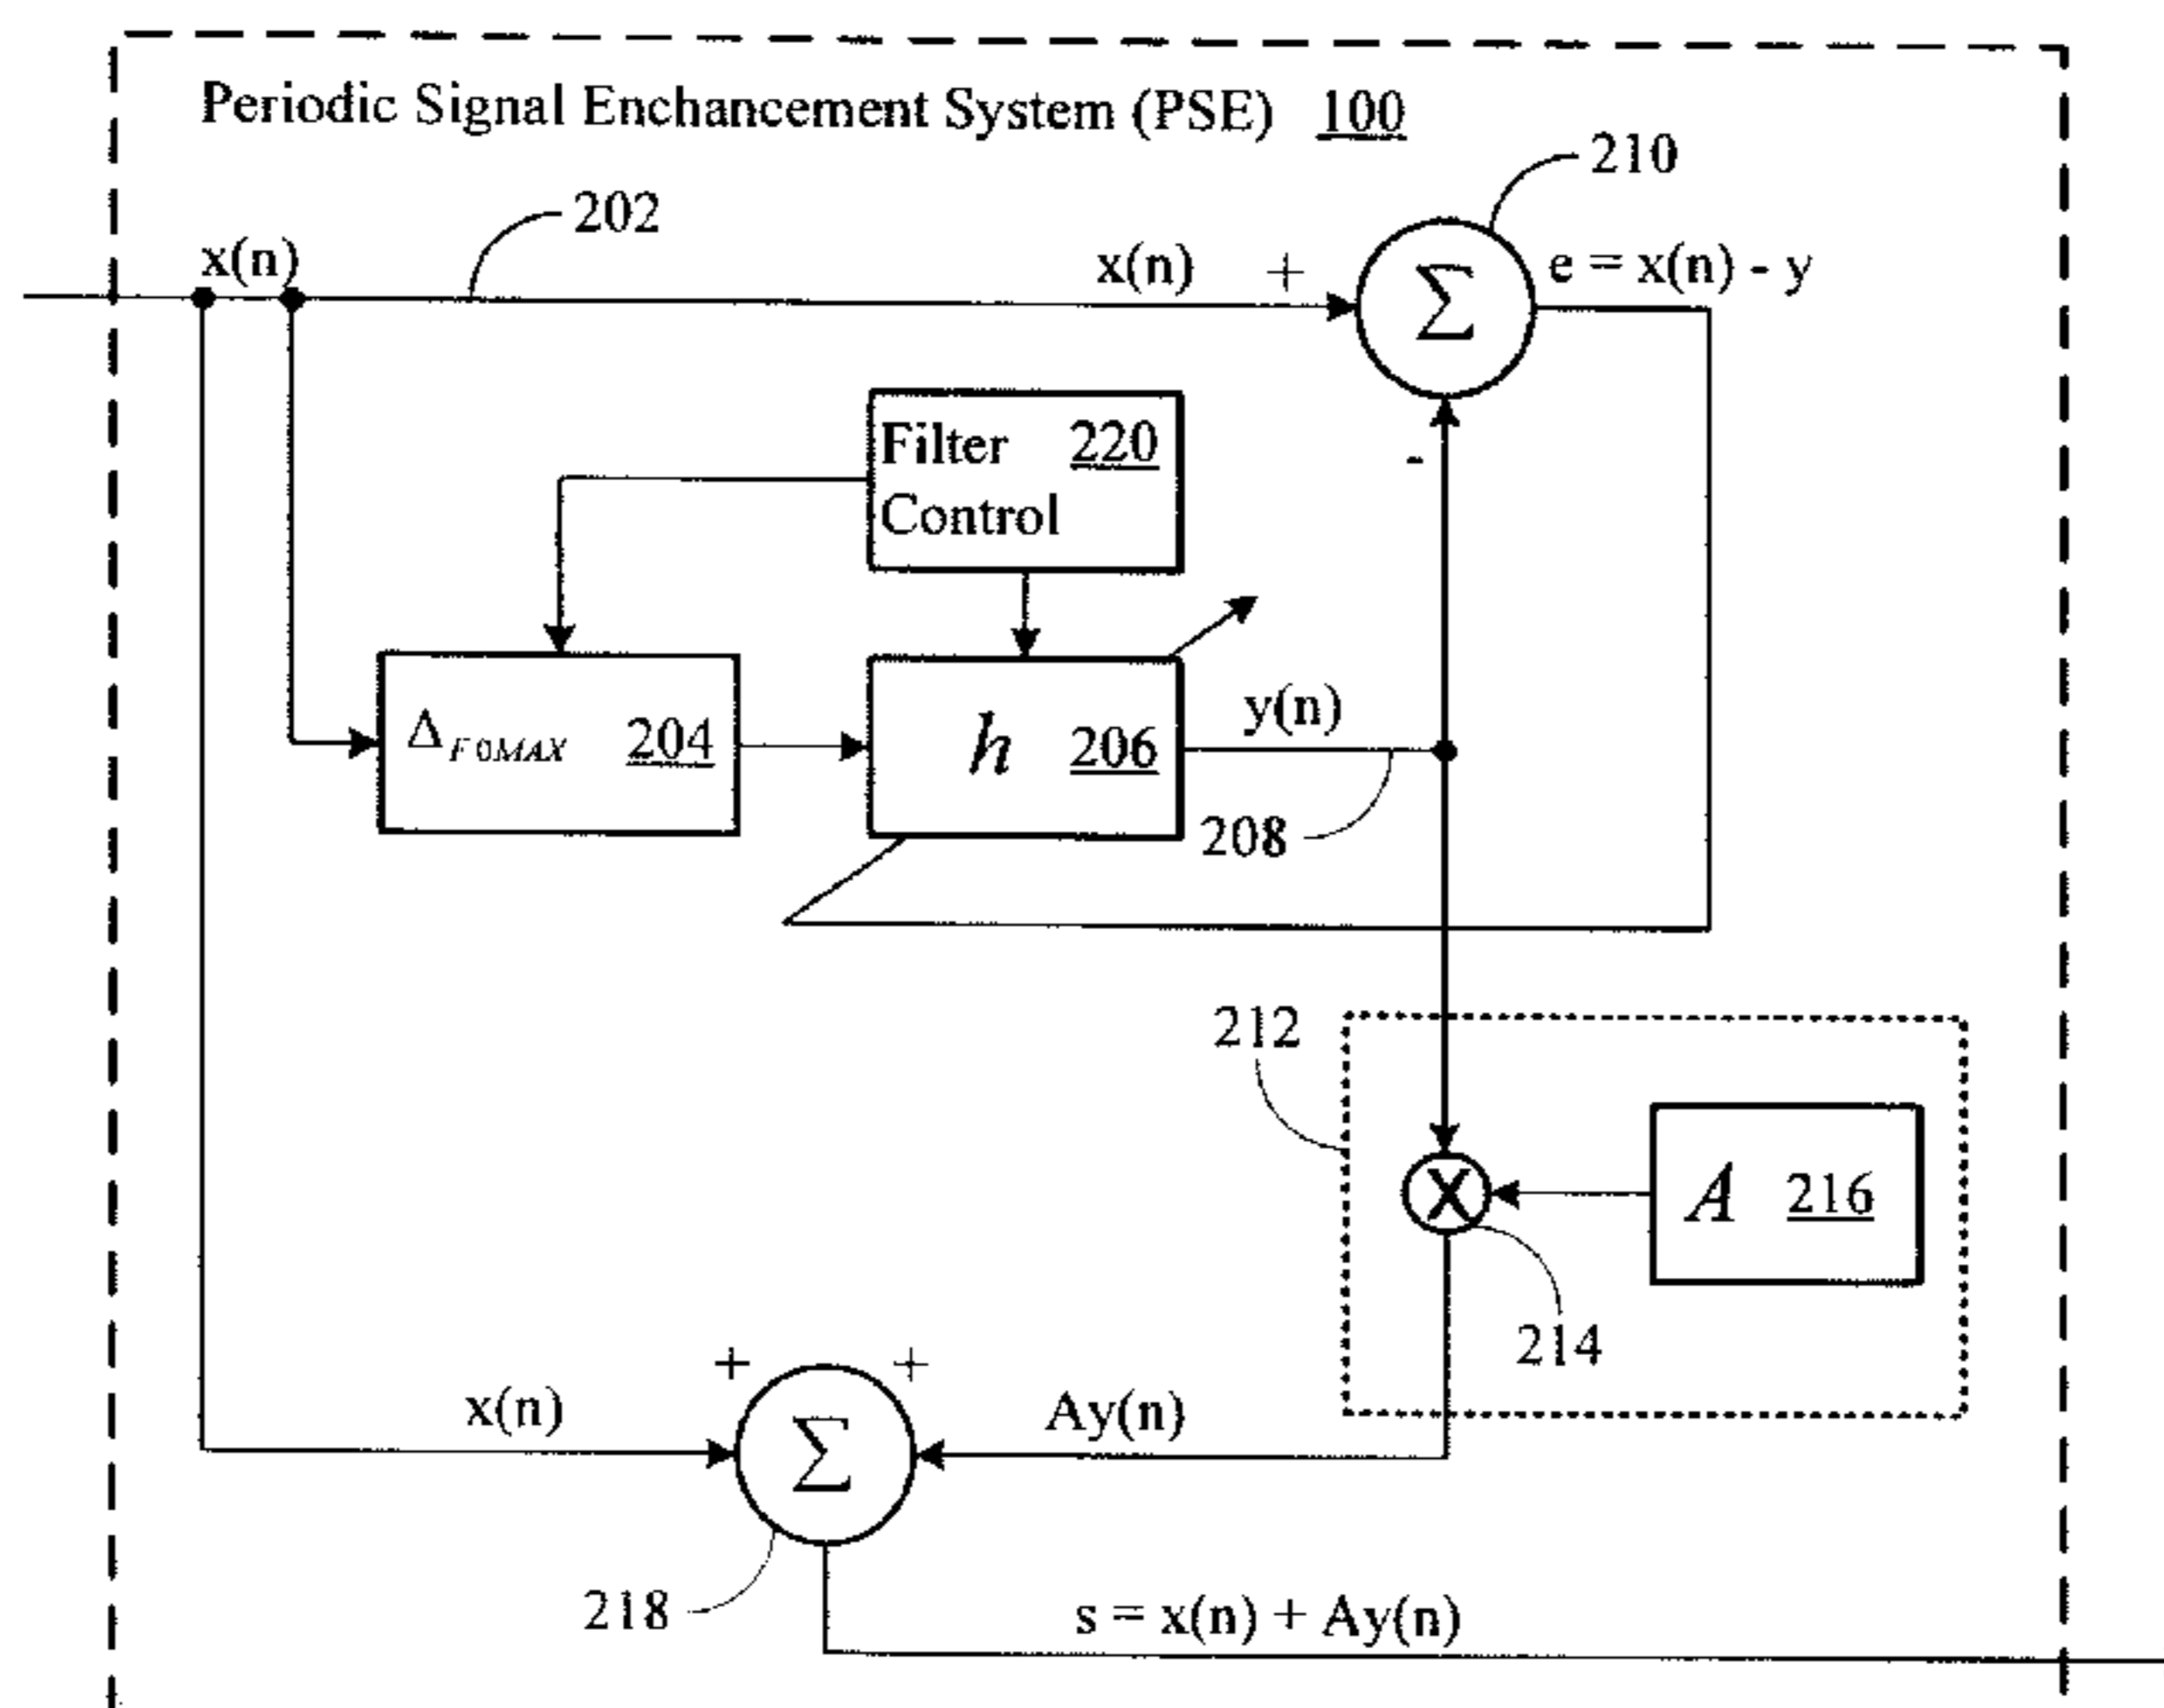 Periodic Signal Enchancement System (PSE) 100
210
202
x(n)
x(n) +
Σ
e = x(n) - y
Filter 220
Control
-
ΔF0MAX 204
h 206
y(n)
208
212
X
A 216
214
+ +
x(n)
Σ
Ay(n)
218
s = x(n) + Ay(n)